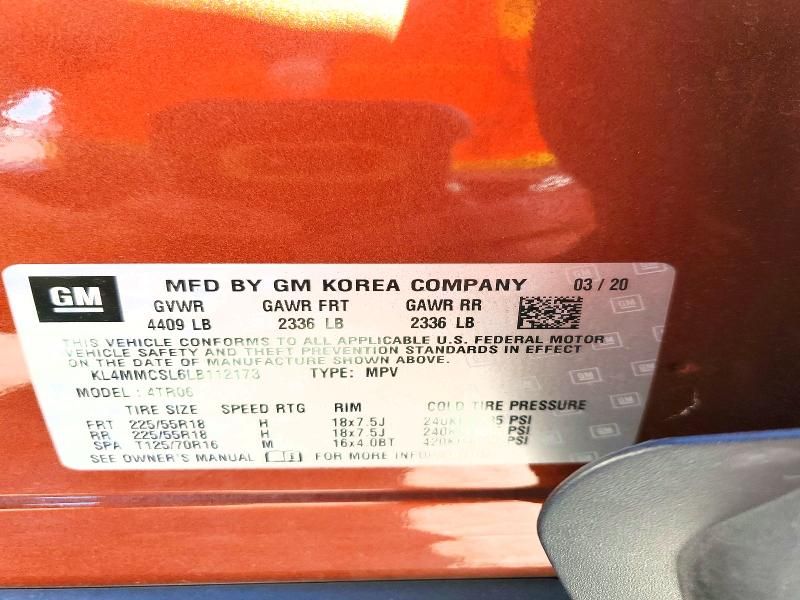 GM MFD BY GM KOREA COMPANY 03 / 20
GVWR GAWR FRT GAWR RR
4409 LB 2336 LB 2336 LB
THIS VEHICLE CONFORMS TO ALL APPLICABLE U.S. FEDERAL MOTOR
VEHICLE SAFETY AND THEFT PREVENTION STANDARDS IN EFFECT
ON THE DATE OF MANUFACTURE SHOWN ABOVE.
KL4MMCSL6LB112173 TYPE: MPV
MODEL: 4TR06
TIRE SIZE SPEED RTG RIM COLD TIRE PRESSURE
FRT 225/55R18 H 18x7.5J PSI
RR 225/55R18 H 18x7.5J PSI
SPA T125/70R16 M 16x4.0BT PSI
SEE OWNER'S MANUAL FOR MORE